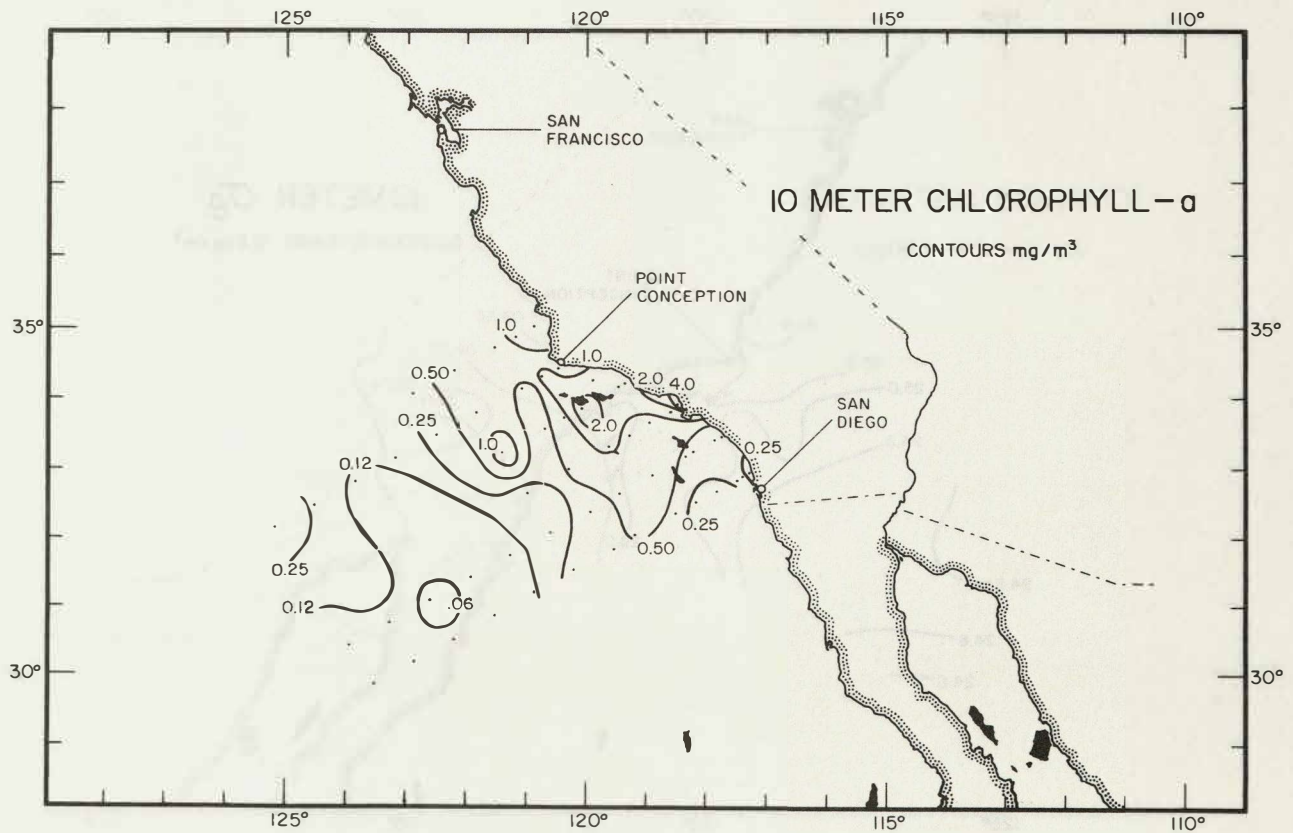 125° 120° 115° 110°
SAN
FRANCISCO
10 METER CHLOROPHYLL-a
CONTOURS mg/m³
POINT
CONCEPTION
35° 35°
1.0
1.0
0.50
2.0 4.0
SAN
DIEGO
0.25
2.0
1.0
0.25
0.12
0.25
0.50
0.25
0.12
.06
30° 30°
125° 120° 115° 110°